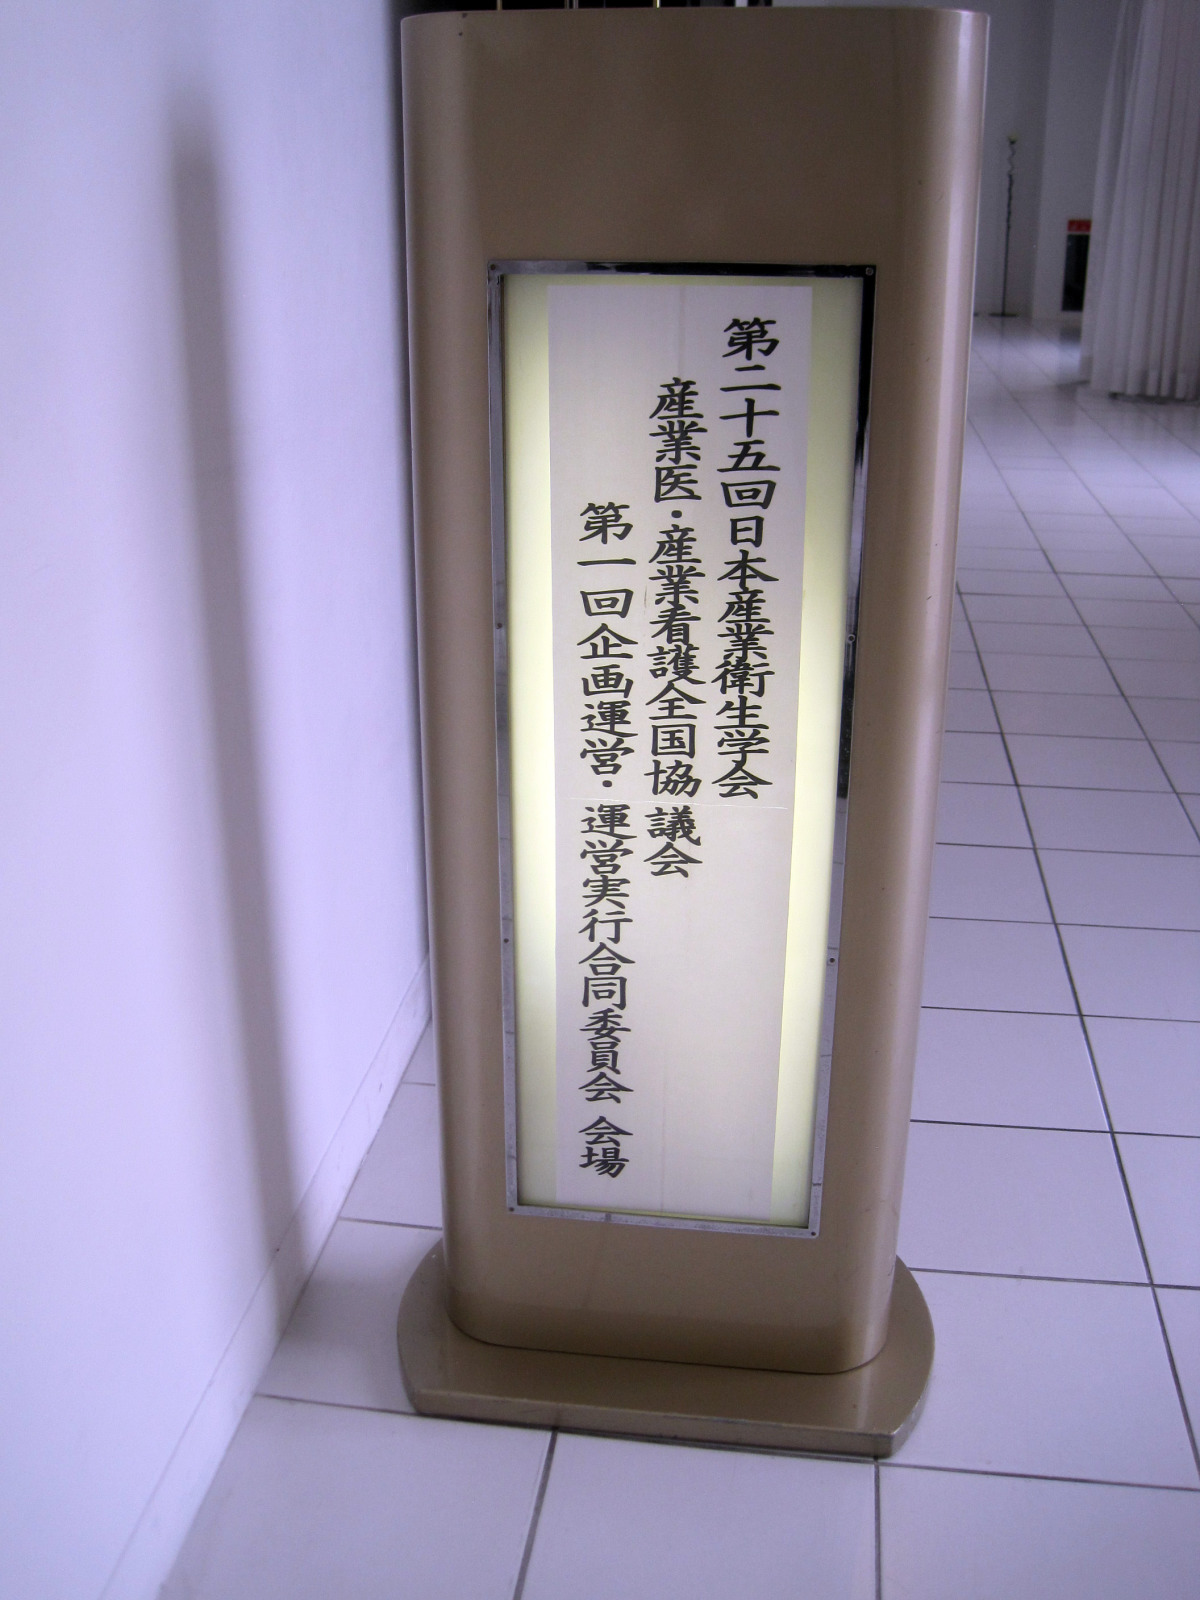 第二十五回日本産業衛生学会
産業医・産業看護全国協議会
第一回企画運営・運営実行合同委員会 会場